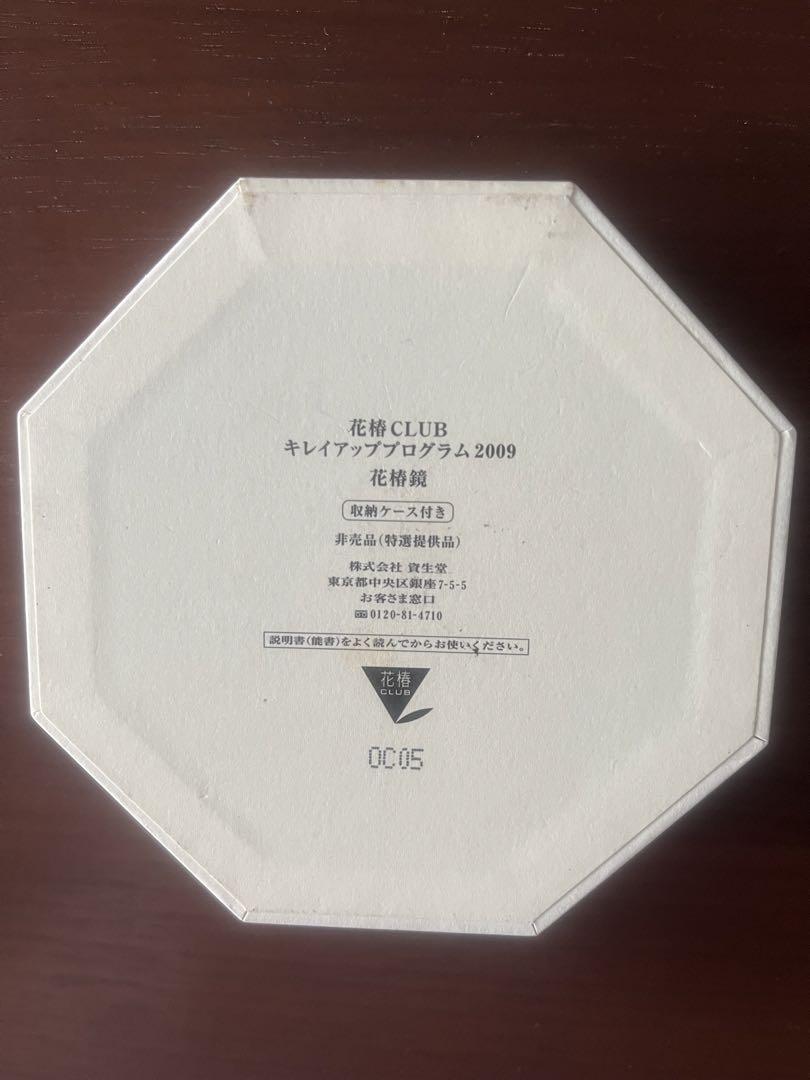 花椿CLUB
キレイアッププログラム2009
花椿鏡
収納ケース付き
非売品(特選提供品)
株式会社 資生堂
東京都中央区銀座7-5-5
お客さま窓口
0120-81-4710
説明書(能書)をよく読んでからお使いください。
花椿
CLUB
0C05